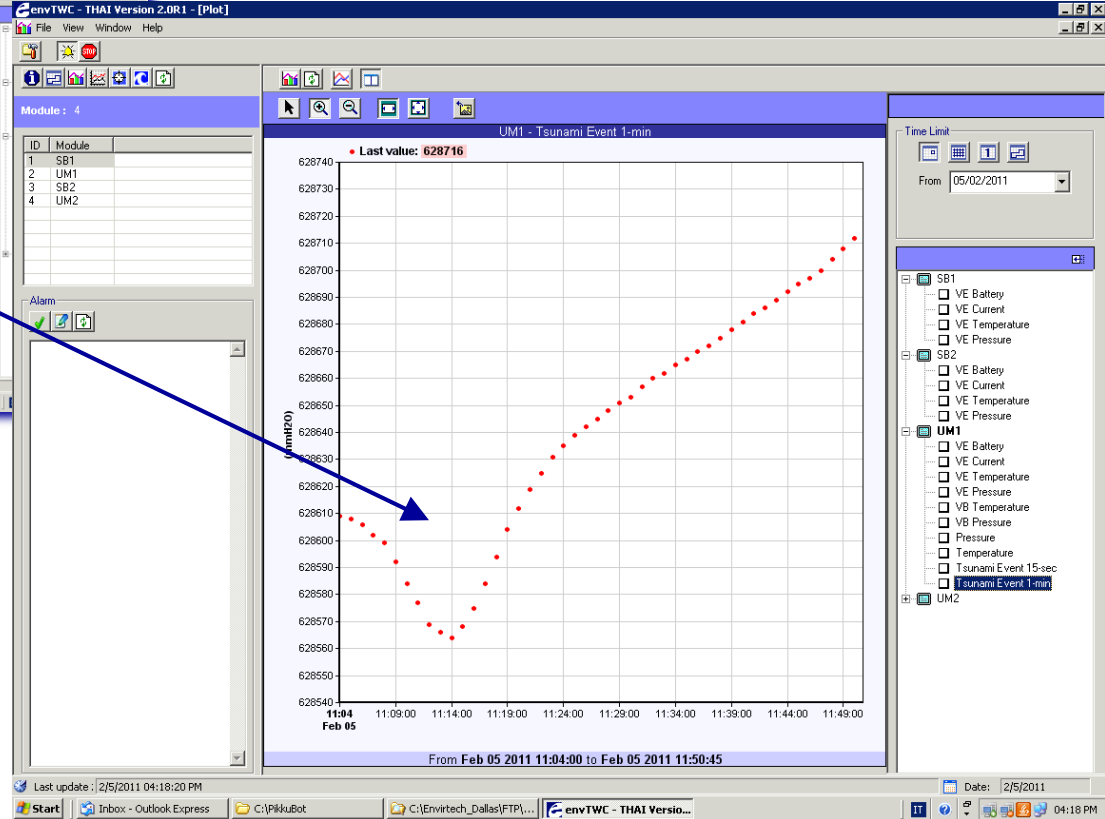 envTWC - THAI Version 2.0R1 - [Plot]
File View Window Help
STOP
Module : 4
ID Module
1 SB1
2 UM1
3 SB2
4 UM2
Alarm
UM1 - Tsunami Event 1-min
Last value: 628716
(mmH2O)
628740
628730
628720
628710
628700
628690
628680
628670
628660
628650
628640
628630
628620
628610
628600
628590
628580
628570
628560
628550
628540
11:04 11:09:00 11:14:00 11:19:00 11:24:00 11:29:00 11:34:00 11:39:00 11:44:00 11:49:00
Feb 05
From Feb 05 2011 11:04:00 to Feb 05 2011 11:50:45
Time Limit
1
From 05/02/2011
SB1
VE Battery
VE Current
VE Temperature
VE Pressure
SB2
VE Battery
VE Current
VE Temperature
VE Pressure
UM1
VE Battery
VE Current
VE Temperature
VE Pressure
VB Temperature
VB Pressure
Pressure
Temperature
Tsunami Event 15-sec
Tsunami Event 1-min
UM2
Last update : 2/5/2011 04:18:20 PM
Date: 2/5/2011
Start Inbox - Outlook Express C:\PikkuBot C:\Envirtech_Dallas\FTP\... envTWC - THAI Versio... IT 04:18 PM